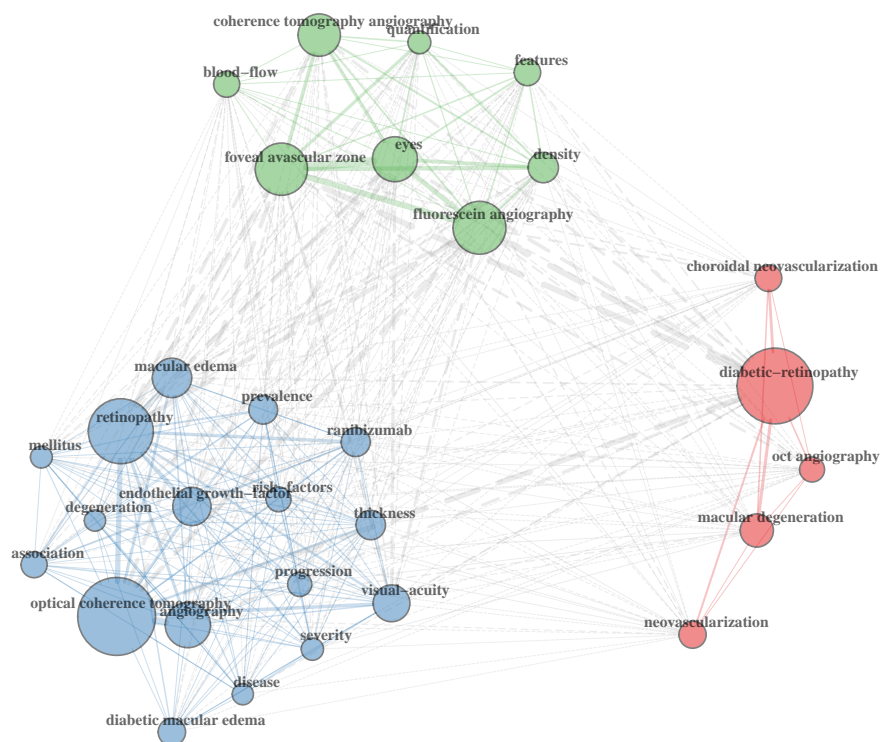 coherence tomography angiography
quantification
features
blood−flow
eyes
foveal avascular zone
density
fluorescein angiography
choroidal neovascularization
macular edema
diabetic−retinopathy
prevalence
retinopathy
ranibizumab
mellitus
oct angiography
risk−factors
endothelial growth−factor
degeneration
thickness
macular degeneration
association
progression
visual−acuity
optical coherence tomography
angiography
neovascularization
severity
disease
diabetic macular edema